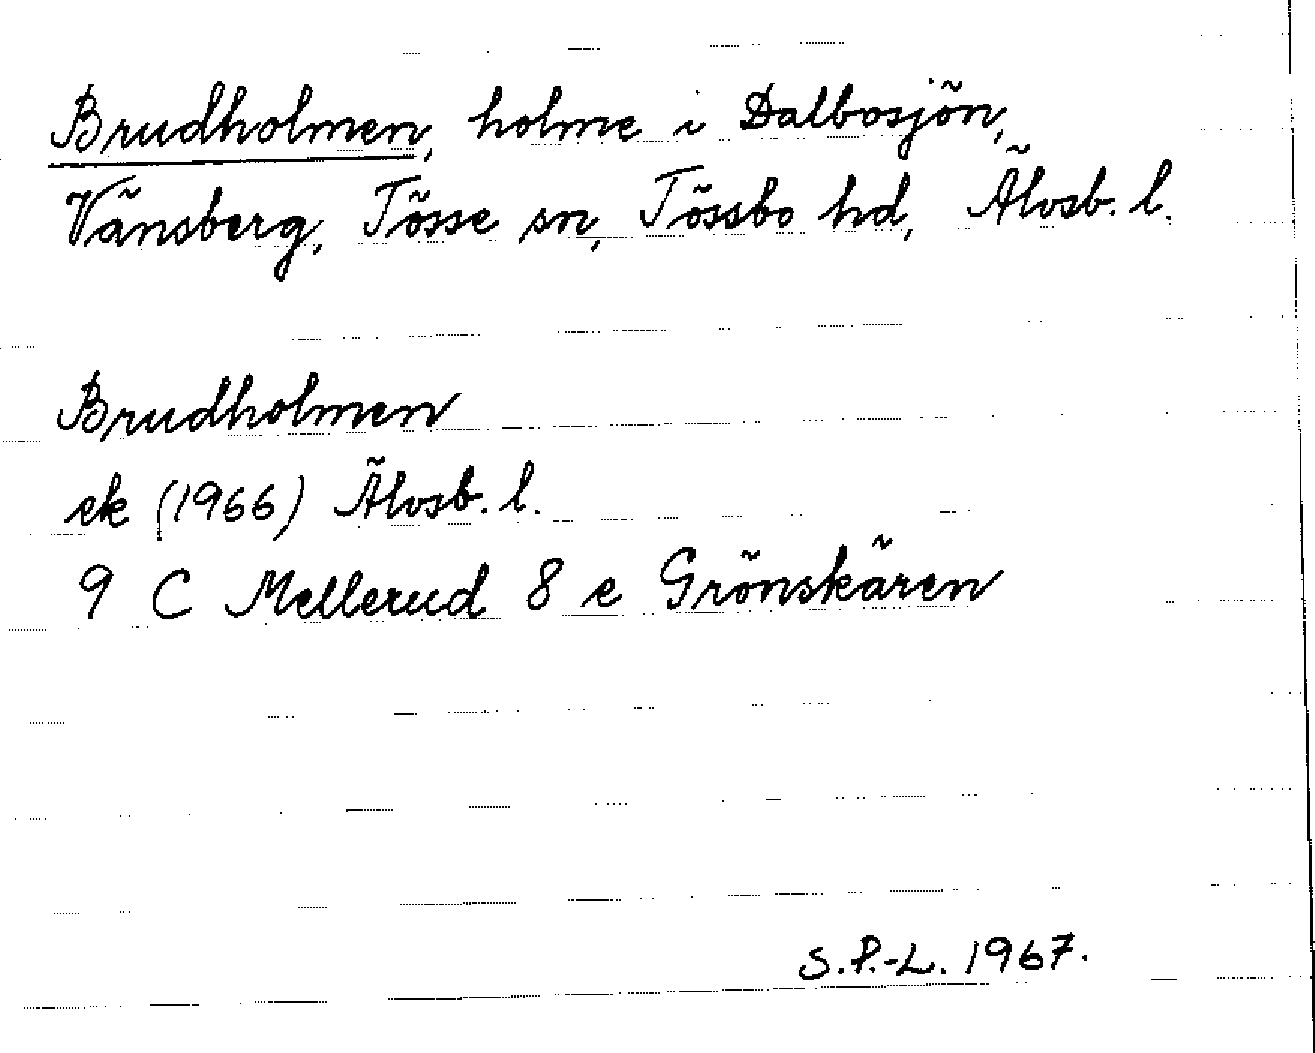 Brudholmen, holme i Dalbosjön,
Vänsberg, Tösse sn, Tössbo hd, Älvsb. l.
Brudholmen
ek (1966) Älvsb. l.
9 C Mellerud 8 e Grönskären
S.P.-L. 1967.